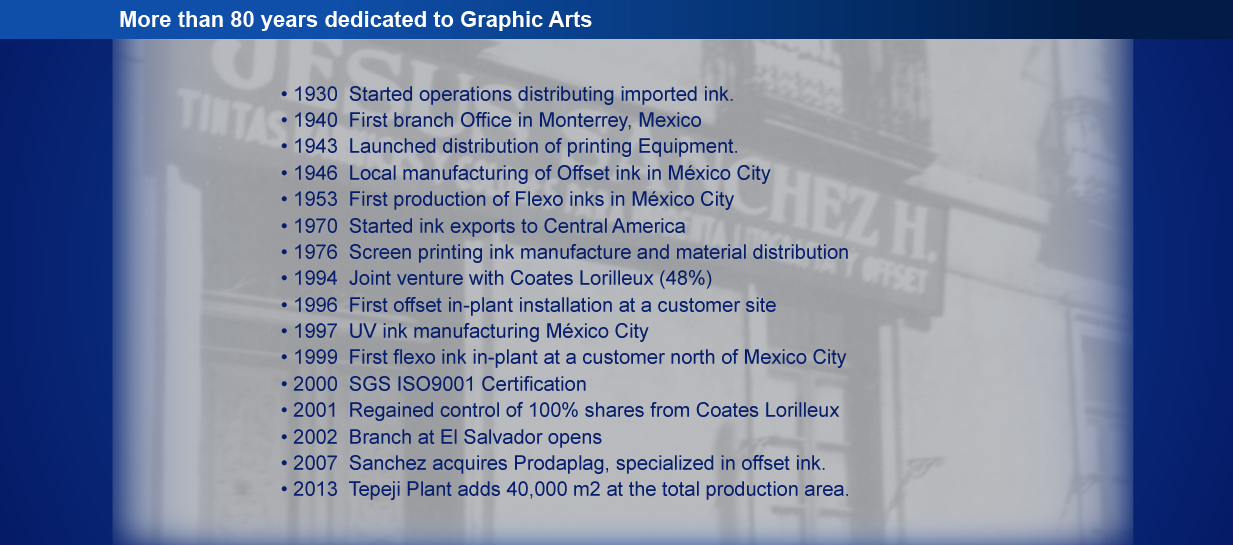 More than 80 years dedicated to Graphic Arts
JESUS SANCHEZ H.
TINTAS
Y OFFSET
• 1930 Started operations distributing imported ink.
• 1940 First branch Office in Monterrey, Mexico
• 1943 Launched distribution of printing Equipment.
• 1946 Local manufacturing of Offset ink in México City
• 1953 First production of Flexo inks in México City
• 1970 Started ink exports to Central America
• 1976 Screen printing ink manufacture and material distribution
• 1994 Joint venture with Coates Lorilleux (48%)
• 1996 First offset in-plant installation at a customer site
• 1997 UV ink manufacturing México City
• 1999 First flexo ink in-plant at a customer north of Mexico City
• 2000 SGS ISO9001 Certification
• 2001 Regained control of 100% shares from Coates Lorilleux
• 2002 Branch at El Salvador opens
• 2007 Sanchez acquires Prodaplag, specialized in offset ink.
• 2013 Tepeji Plant adds 40,000 m2 at the total production area.